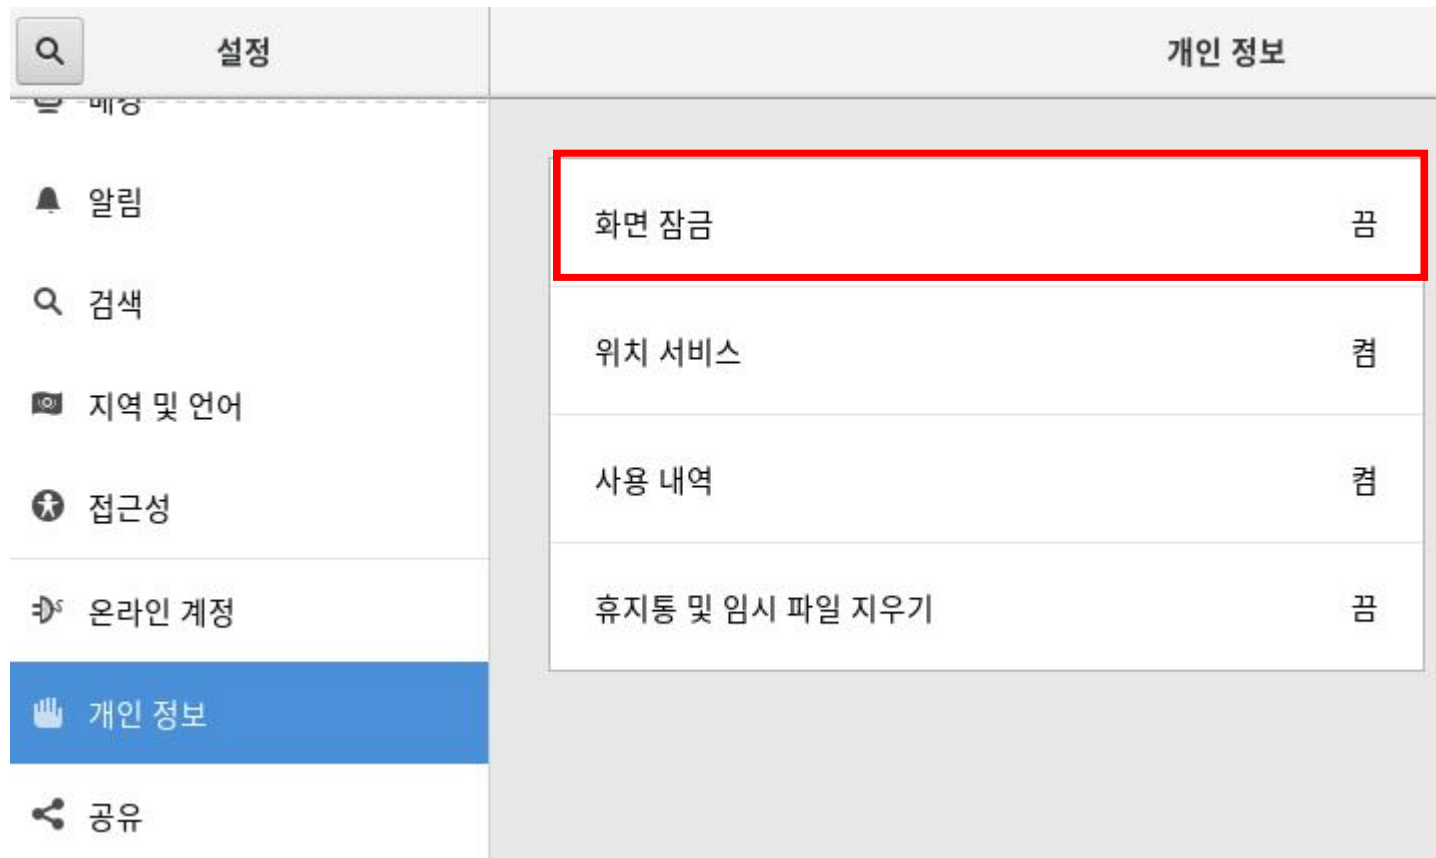 설정
개인 정보
알림
검색
지역 및 언어
접근성
온라인 계정
개인 정보
공유
화면 잠금 끔
위치 서비스 켬
사용 내역 켬
휴지통 및 임시 파일 지우기 끔